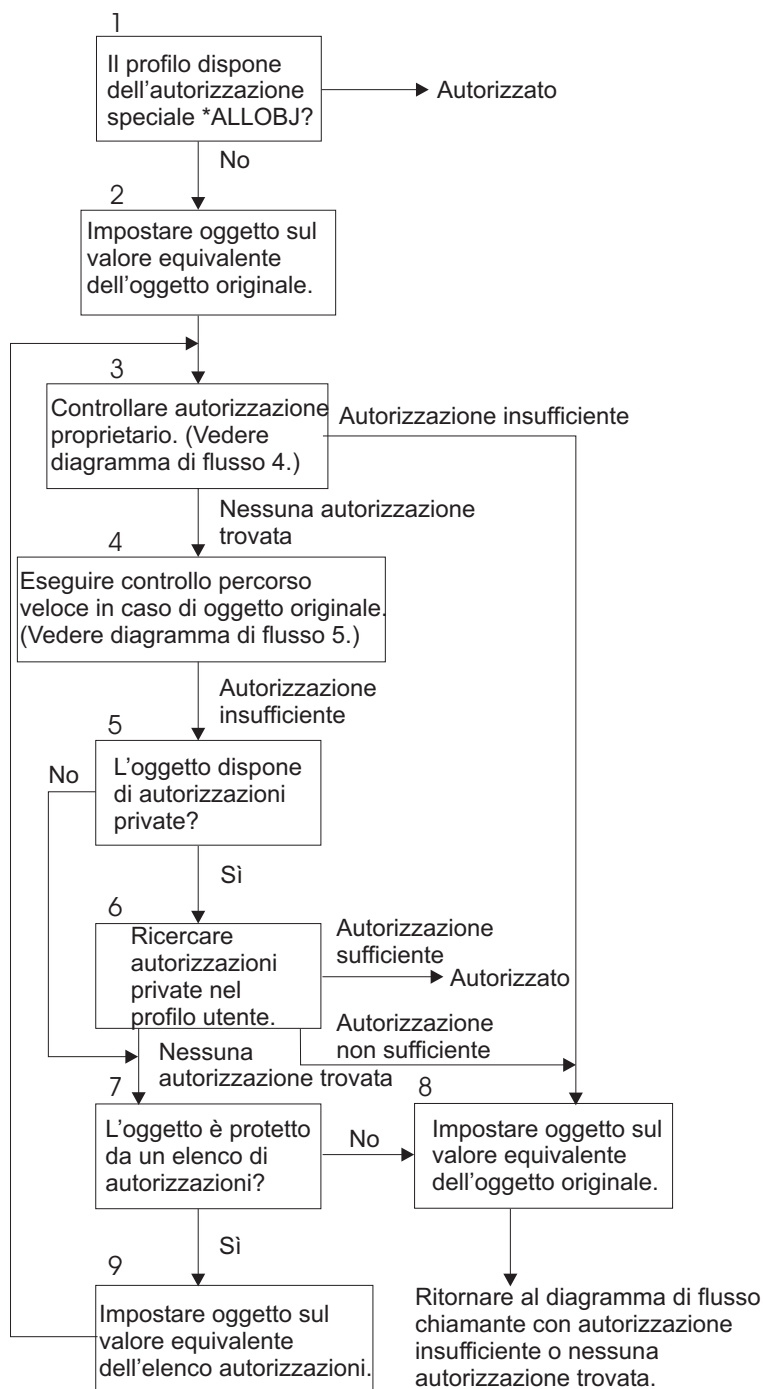 1
Il profilo dispone
dell'autorizzazione
speciale *ALLOBJ?
Autorizzato
No
2
Impostare oggetto sul
valore equivalente
dell'oggetto originale.
3
Controllare autorizzazione
proprietario. (Vedere
diagramma di flusso 4.)
Autorizzazione insufficiente
Nessuna autorizzazione
trovata
4
Eseguire controllo percorso
veloce in caso di oggetto originale.
(Vedere diagramma di flusso 5.)
Autorizzazione
insufficiente
5
No
L'oggetto dispone
di autorizzazioni
private?
Sì
6
Ricercare
autorizzazioni
private nel
profilo utente.
Autorizzazione
sufficiente
Autorizzato
Autorizzazione
non sufficiente
Nessuna
autorizzazione trovata
7
L'oggetto è protetto
da un elenco di
autorizzazioni?
No
8
Impostare oggetto sul
valore equivalente
dell'oggetto originale.
Sì
9
Impostare oggetto sul
valore equivalente
dell'elenco autorizzazioni.
Ritornare al diagramma di flusso
chiamante con autorizzazione
insufficiente o nessuna
autorizzazione trovata.